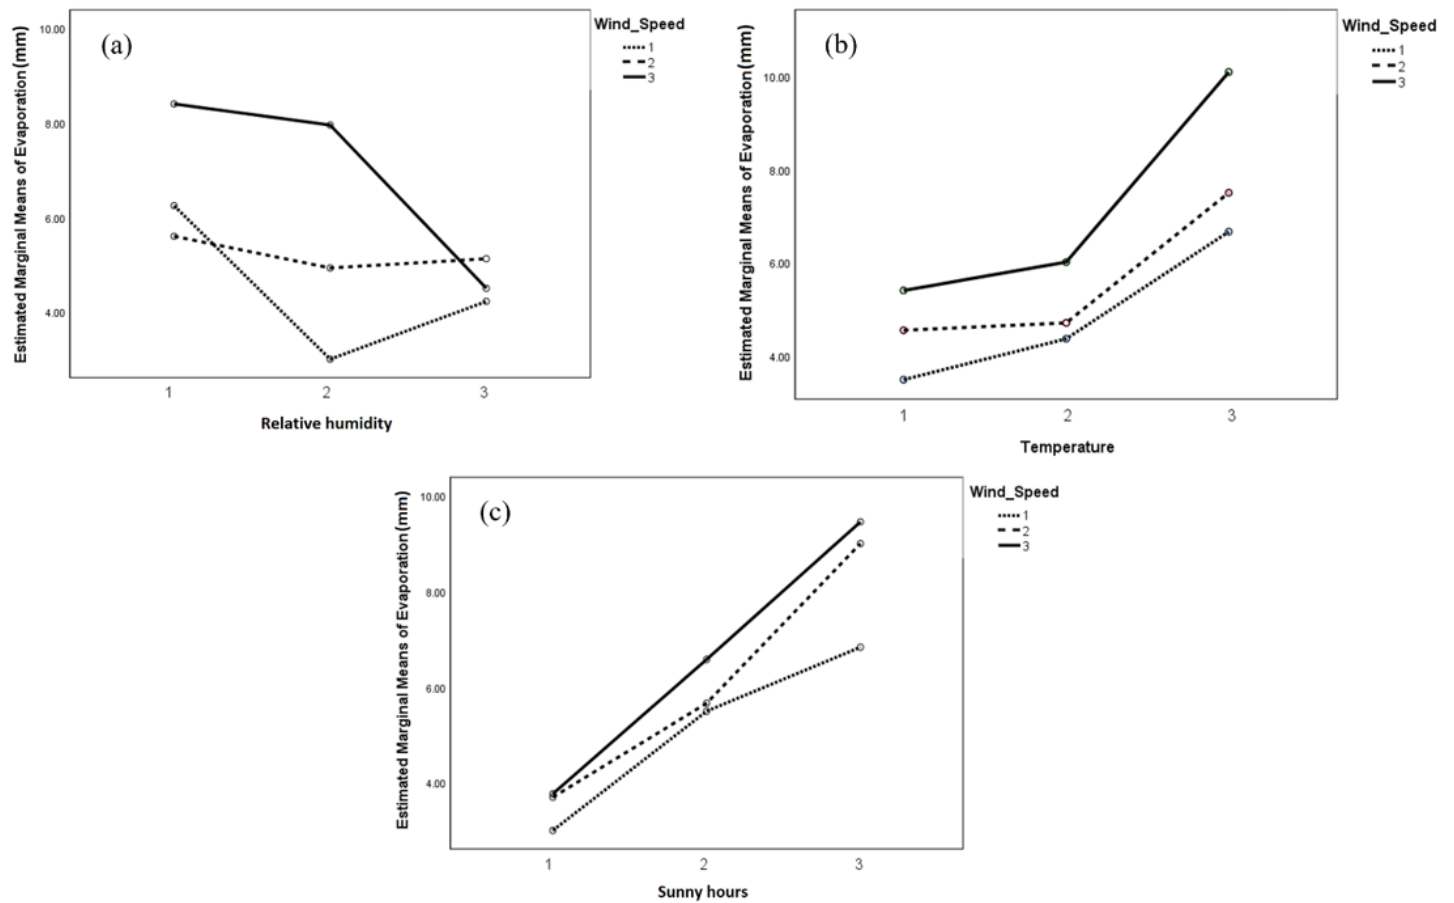 Estimated Marginal Means of Evaporation(mm)
10.00
8.00
6.00
4.00
(a)
1
2
3
Relative humidity
Wind_Speed
1
2
3
Estimated Marginal Means of Evaporation(mm)
10.00
8.00
6.00
4.00
(b)
1
2
3
Temperature
Wind_Speed
1
2
3
Estimated Marginal Means of Evaporation(mm)
10.00
8.00
6.00
4.00
(c)
1
2
3
Sunny hours
Wind_Speed
1
2
3